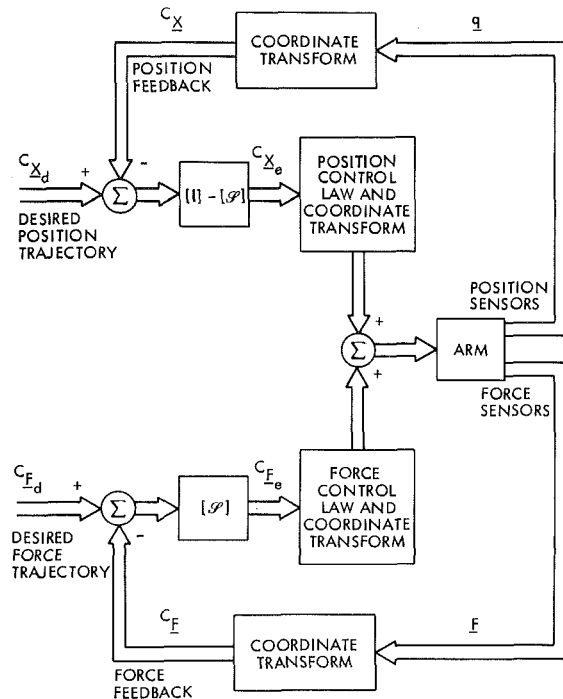 C X
COORDINATE
TRANSFORM
q
POSITION
FEEDBACK
C X d
+
-
Σ
DESIRED
POSITION
TRAJECTORY
[I] - [𝒮]
C X e
POSITION
CONTROL
LAW AND
COORDINATE
TRANSFORM
POSITION
SENSORS
+
Σ
+
ARM
FORCE
SENSORS
C F d
+
Σ
-
DESIRED
FORCE
TRAJECTORY
[𝒮]
C F e
FORCE
CONTROL
LAW AND
COORDINATE
TRANSFORM
C F
FORCE
FEEDBACK
COORDINATE
TRANSFORM
F